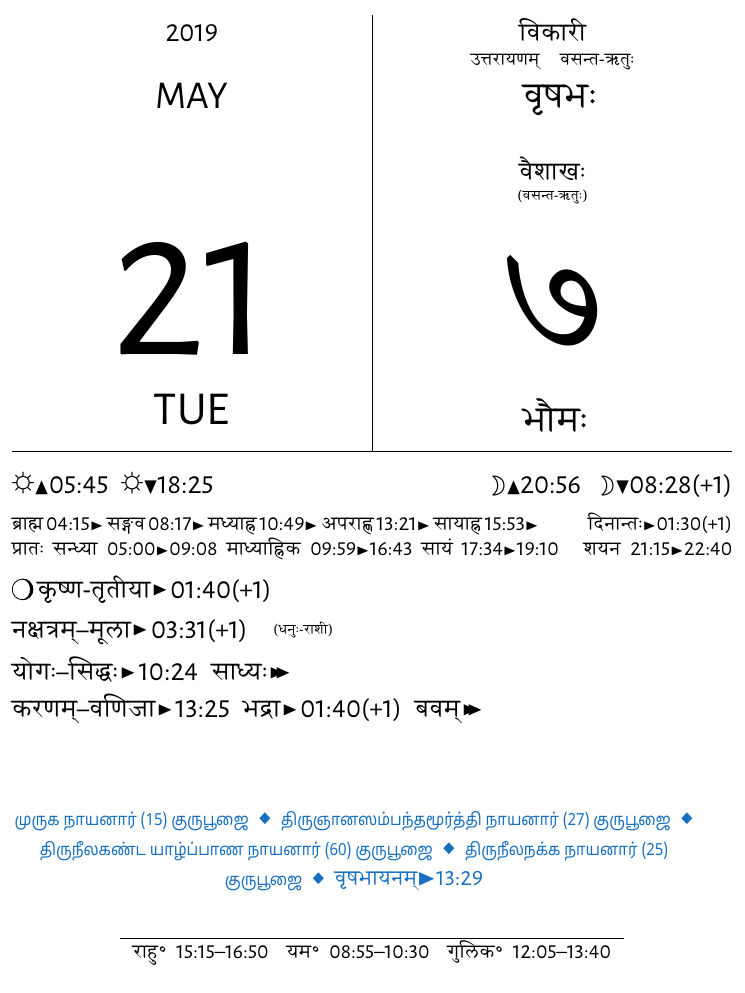 2019
MAY
21
TUE
विकारी
उत्तरायणम् वसन्त-ऋतुः
वृषभः
वैशाखः
(वसन्त-ऋतुः)
७
भौमः
☼▲05:45 ☼▼18:25 ☽▲20:56 ☽▼08:28(+1)
ब्राह्म 04:15► सङ्गव 08:17► मध्याह्न 10:49► अपराह्ण 13:21► सायाह्न 15:53► दिनान्तः►01:30(+1)
प्रातः सन्ध्या 05:00►09:08 माध्याह्निक 09:59►16:43 सायं 17:34►19:10 शयन 21:15►22:40
❍कृष्ण-तृतीया►01:40(+1)
नक्षत्रम्–मूला►03:31(+1) (धनुः-राशी)
योगः–सिद्धः►10:24 साध्यः►►
करणम्–वणिजा►13:25 भद्रा►01:40(+1) बवम्►►
முருக நாயனார் (15) குருபூஜை ◆ திருஞானஸம்பந்தமூர்த்தி நாயனார் (27) குருபூஜை ◆
திருநீலகண்ட யாழ்ப்பாண நாயனார் (60) குருபூஜை ◆ திருநீலநக்க நாயனார் (25)
குருபூஜை ◆ वृषभायनम्►13:29
राहु॰ 15:15–16:50 यम॰ 08:55–10:30 गुलिक॰ 12:05–13:40